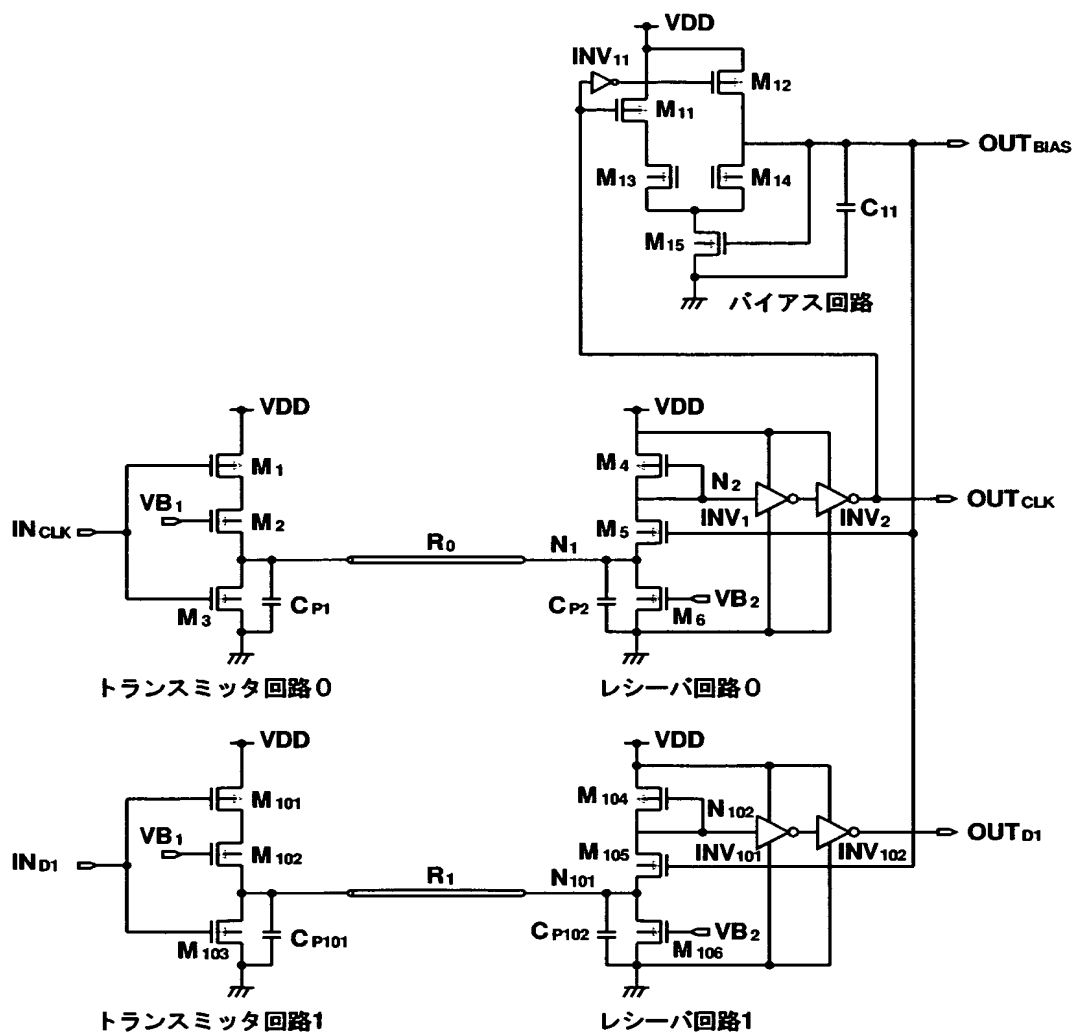 VDD
INV11
M12
M11
OUTBIAS
M13
M14
C11
M15
バイアス回路
VDD
VDD
M1
M4
N2
VB1
M2
INV1
INV2
OUTCLK
INCLK
M5
R0
N1
M3
CP1
CP2
VB2
M6
トランスミッタ回路0
レシーバ回路0
VDD
VDD
M101
M104
N102
VB1
M102
INV101
INV102
OUTD1
IND1
M105
R1
N101
M103
CP101
CP102
VB2
M106
トランスミッタ回路1
レシーバ回路1